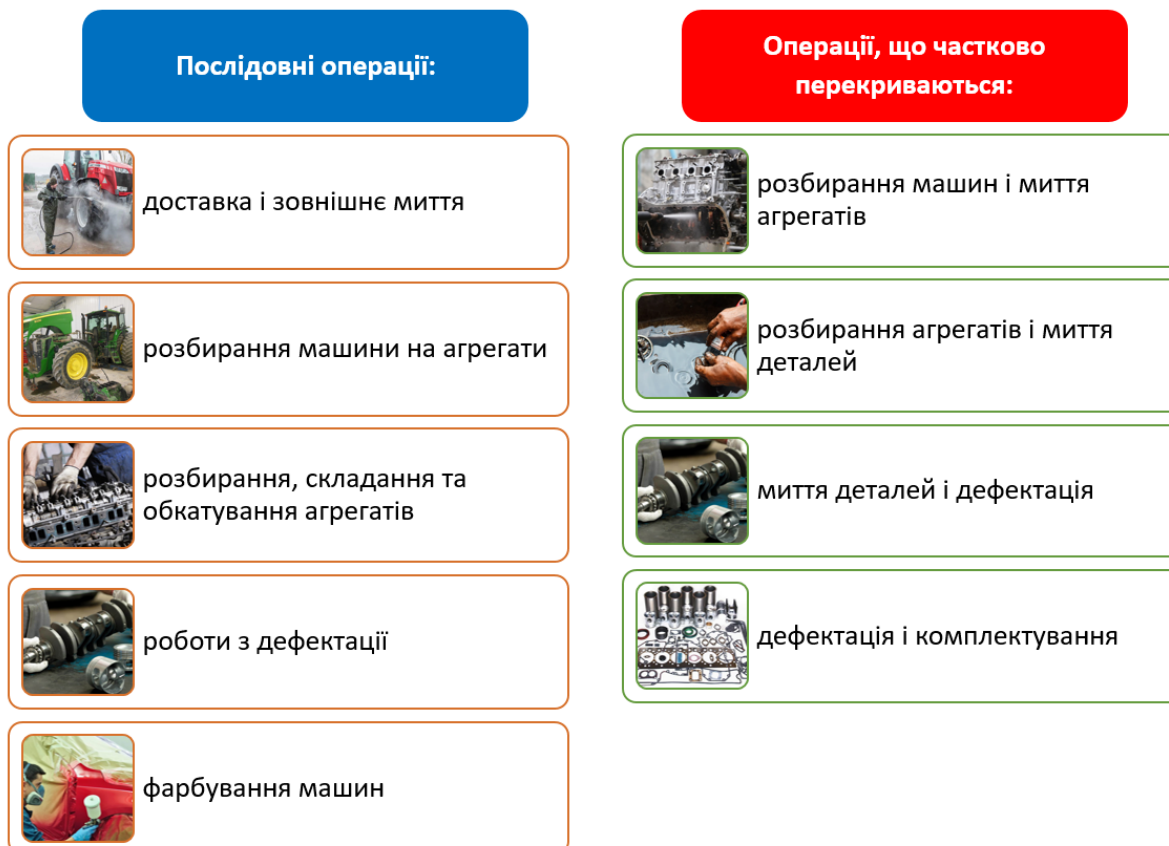 Послідовні операції:
доставка і зовнішнє миття
розбирання машини на агрегати
розбирання, складання та
обкатування агрегатів
роботи з дефектації
фарбування машин
Операції, що частково
перекриваються:
розбирання машин і миття
агрегатів
розбирання агрегатів і миття
деталей
миття деталей і дефектація
дефектація і комплектування